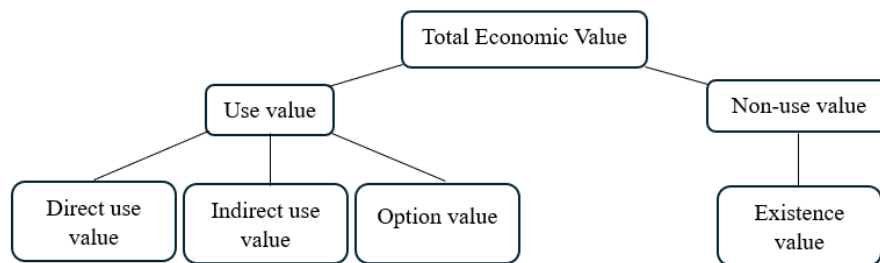 Total Economic Value
Use value
Non-use value
Direct use
value
Indirect use
value
Option value
Existence
value